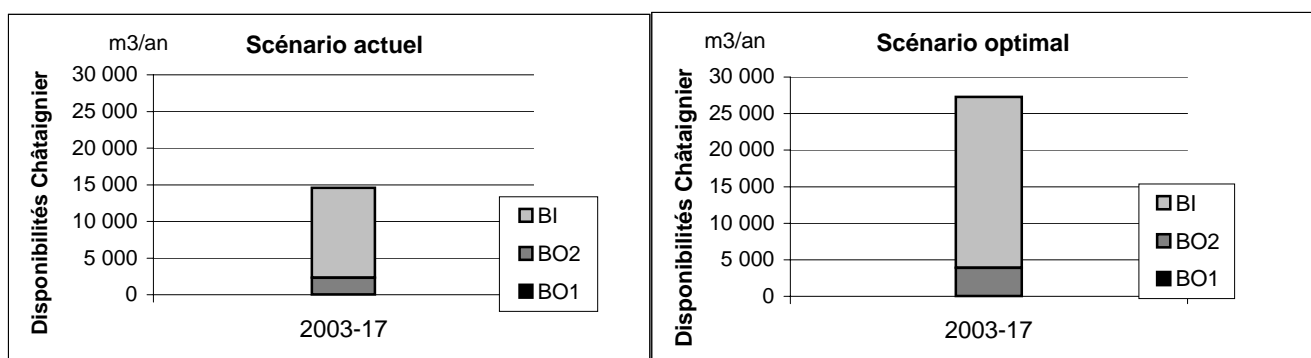 m3/an
Scénario actuel
Disponibilités Châtaignier
30 000
25 000
20 000
15 000
10 000
5 000
0
2003-17
BI
BO2
BO1
m3/an
Scénario optimal
Disponibilités Châtaignier
30 000
25 000
20 000
15 000
10 000
5 000
0
2003-17
BI
BO2
BO1